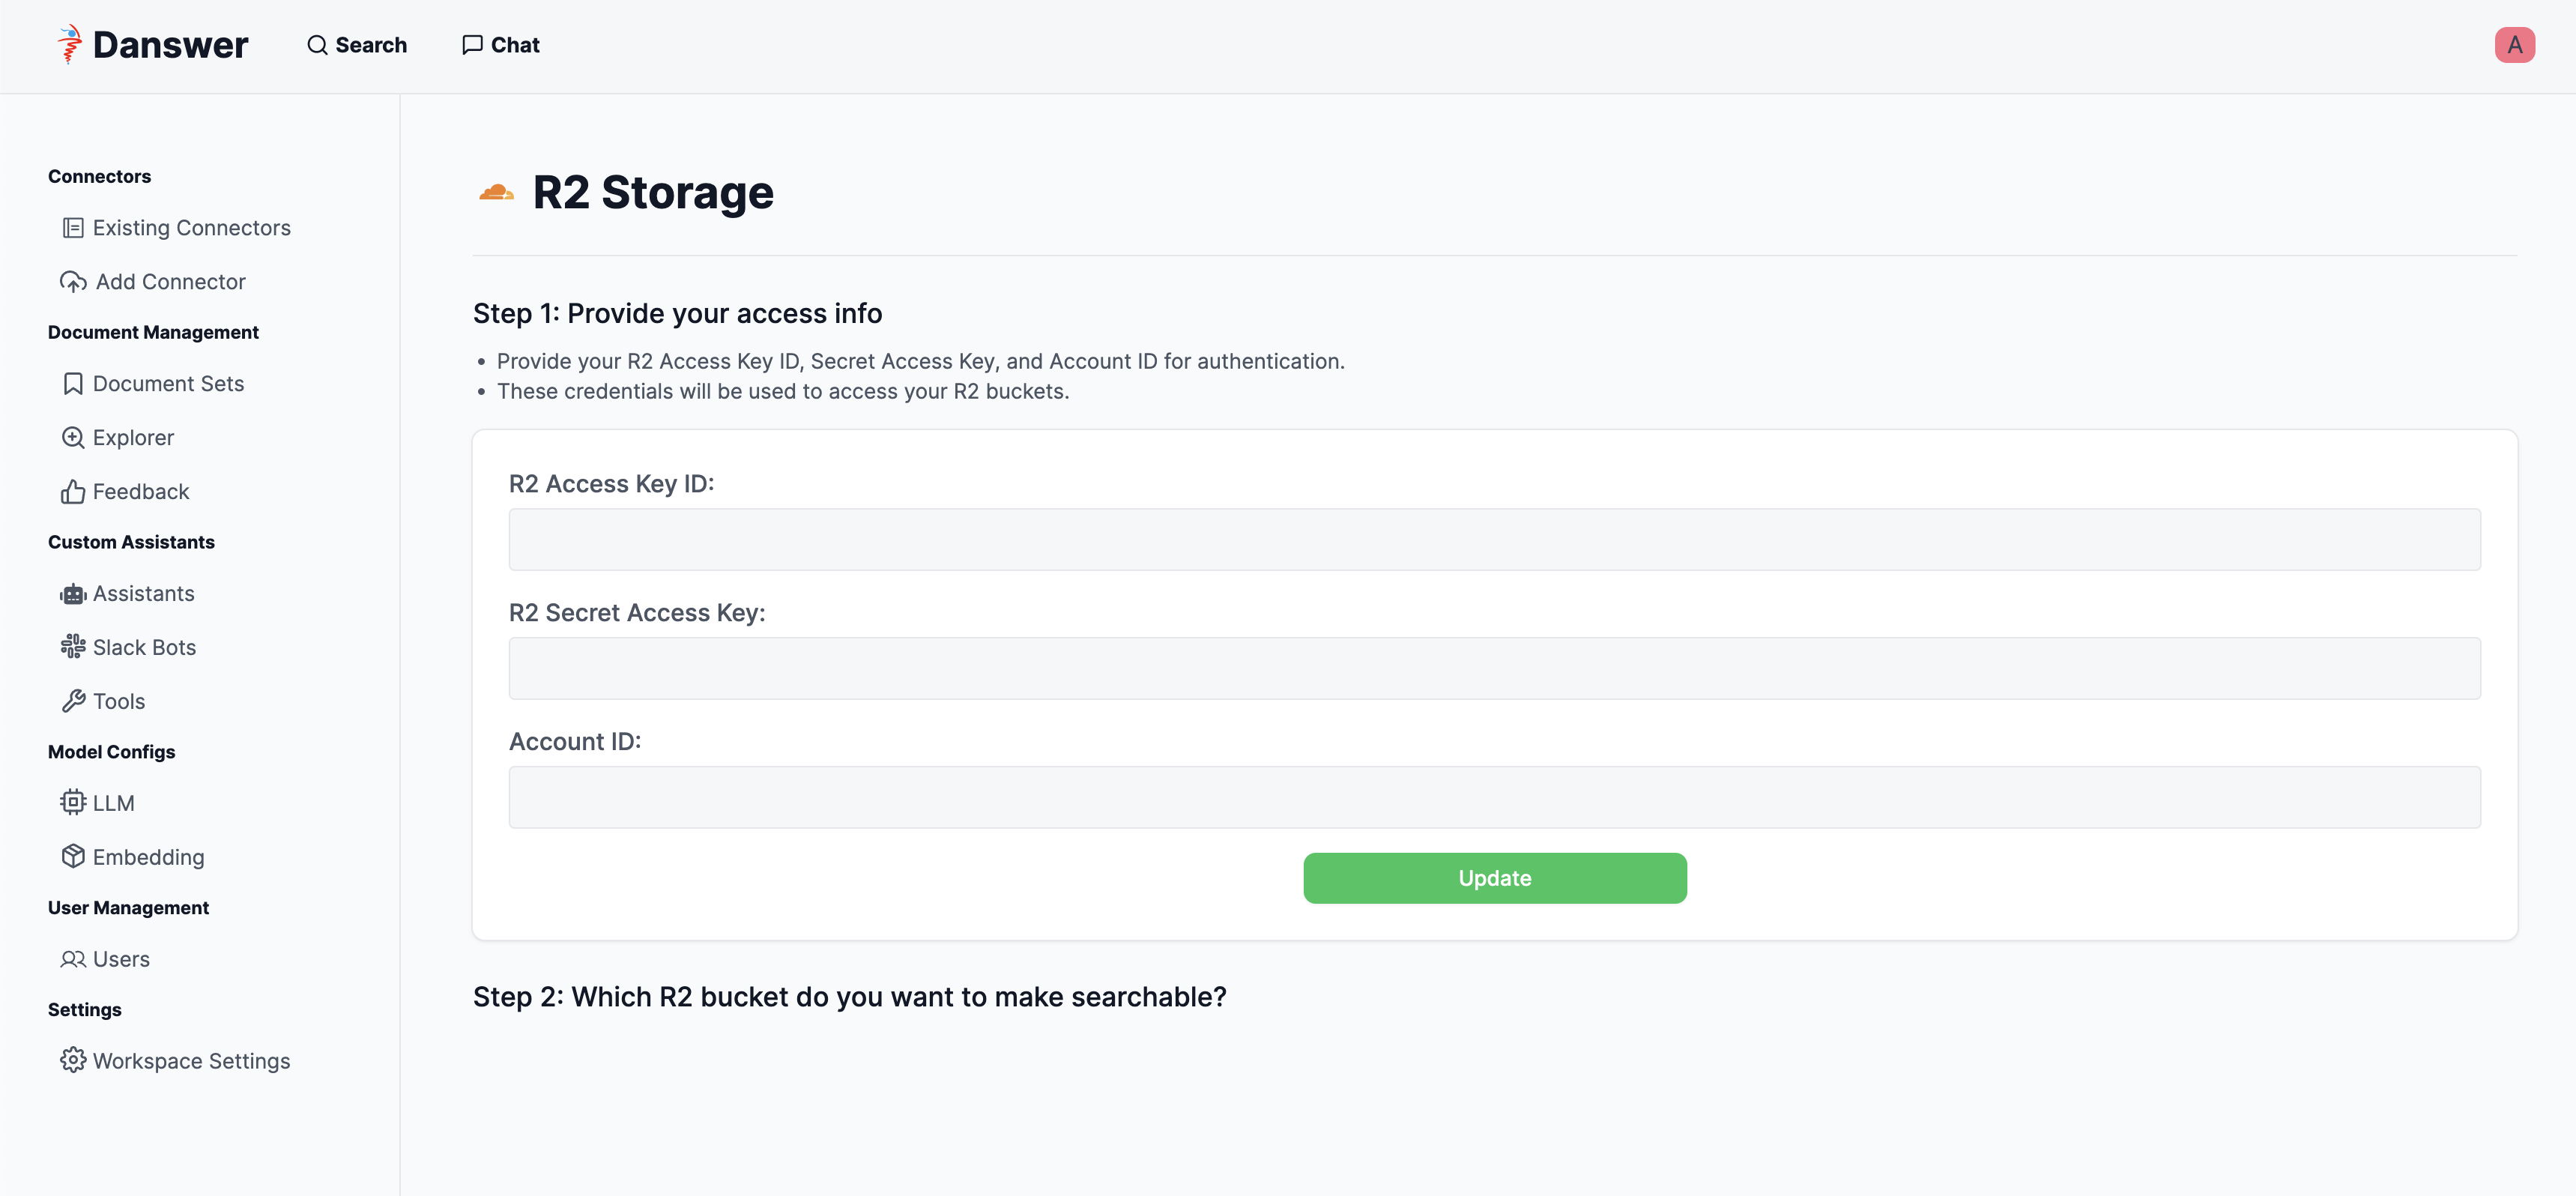 Danswer
Search
Chat
A
Connectors
Existing Connectors
Add Connector
Document Management
Document Sets
Explorer
Feedback
Custom Assistants
Assistants
Slack Bots
Tools
Model Configs
LLM
Embedding
User Management
Users
Settings
Workspace Settings
R2 Storage
Step 1: Provide your access info
• Provide your R2 Access Key ID, Secret Access Key, and Account ID for authentication.
• These credentials will be used to access your R2 buckets.
R2 Access Key ID:
R2 Secret Access Key:
Account ID:
Update
Step 2: Which R2 bucket do you want to make searchable?